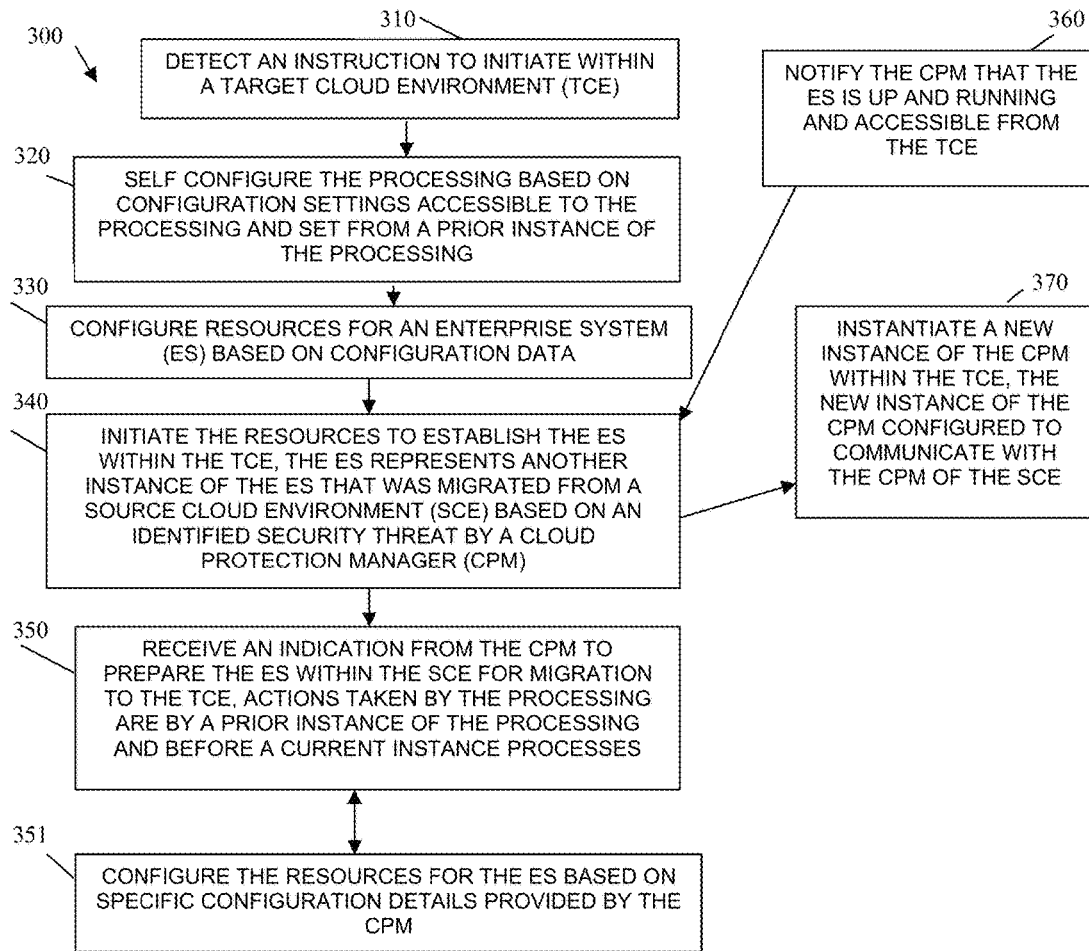 300
310
DETECT AN INSTRUCTION TO INITIATE WITHIN
A TARGET CLOUD ENVIRONMENT (TCE)
320
SELF CONFIGURE THE PROCESSING BASED ON
CONFIGURATION SETTINGS ACCESSIBLE TO THE
PROCESSING AND SET FROM A PRIOR INSTANCE OF
THE PROCESSING
330
CONFIGURE RESOURCES FOR AN ENTERPRISE SYSTEM
(ES) BASED ON CONFIGURATION DATA
340
INITIATE THE RESOURCES TO ESTABLISH THE ES
WITHIN THE TCE, THE ES REPRESENTS ANOTHER
INSTANCE OF THE ES THAT WAS MIGRATED FROM A
SOURCE CLOUD ENVIRONMENT (SCE) BASED ON AN
IDENTIFIED SECURITY THREAT BY A CLOUD
PROTECTION MANAGER (CPM)
350
RECEIVE AN INDICATION FROM THE CPM TO
PREPARE THE ES WITHIN THE SCE FOR MIGRATION
TO THE TCE, ACTIONS TAKEN BY THE PROCESSING
ARE BY A PRIOR INSTANCE OF THE PROCESSING
AND BEFORE A CURRENT INSTANCE PROCESSES
351
CONFIGURE THE RESOURCES FOR THE ES BASED ON
SPECIFIC CONFIGURATION DETAILS PROVIDED BY THE
CPM
360
NOTIFY THE CPM THAT THE
ES IS UP AND RUNNING
AND ACCESSIBLE FROM
THE TCE
370
INSTANTIATE A NEW
INSTANCE OF THE CPM
WITHIN THE TCE, THE
NEW INSTANCE OF THE
CPM CONFIGURED TO
COMMUNICATE WITH
THE CPM OF THE SCE